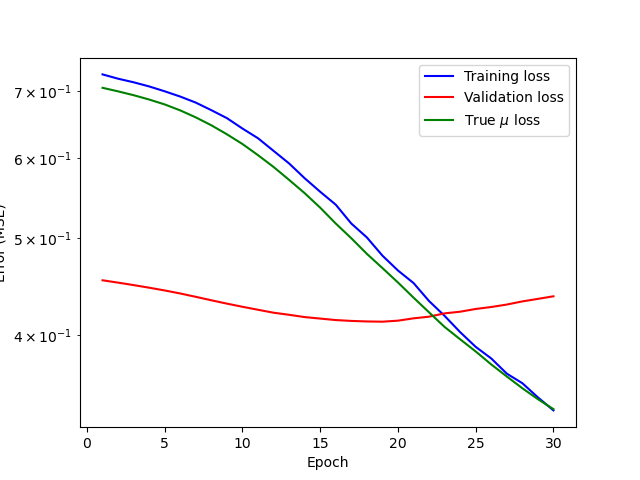 Training loss
Validation loss
True μ loss
7 × 10⁻¹
6 × 10⁻¹
5 × 10⁻¹
4 × 10⁻¹
Error (MSE)
0 5 10 15 20 25 30
Epoch